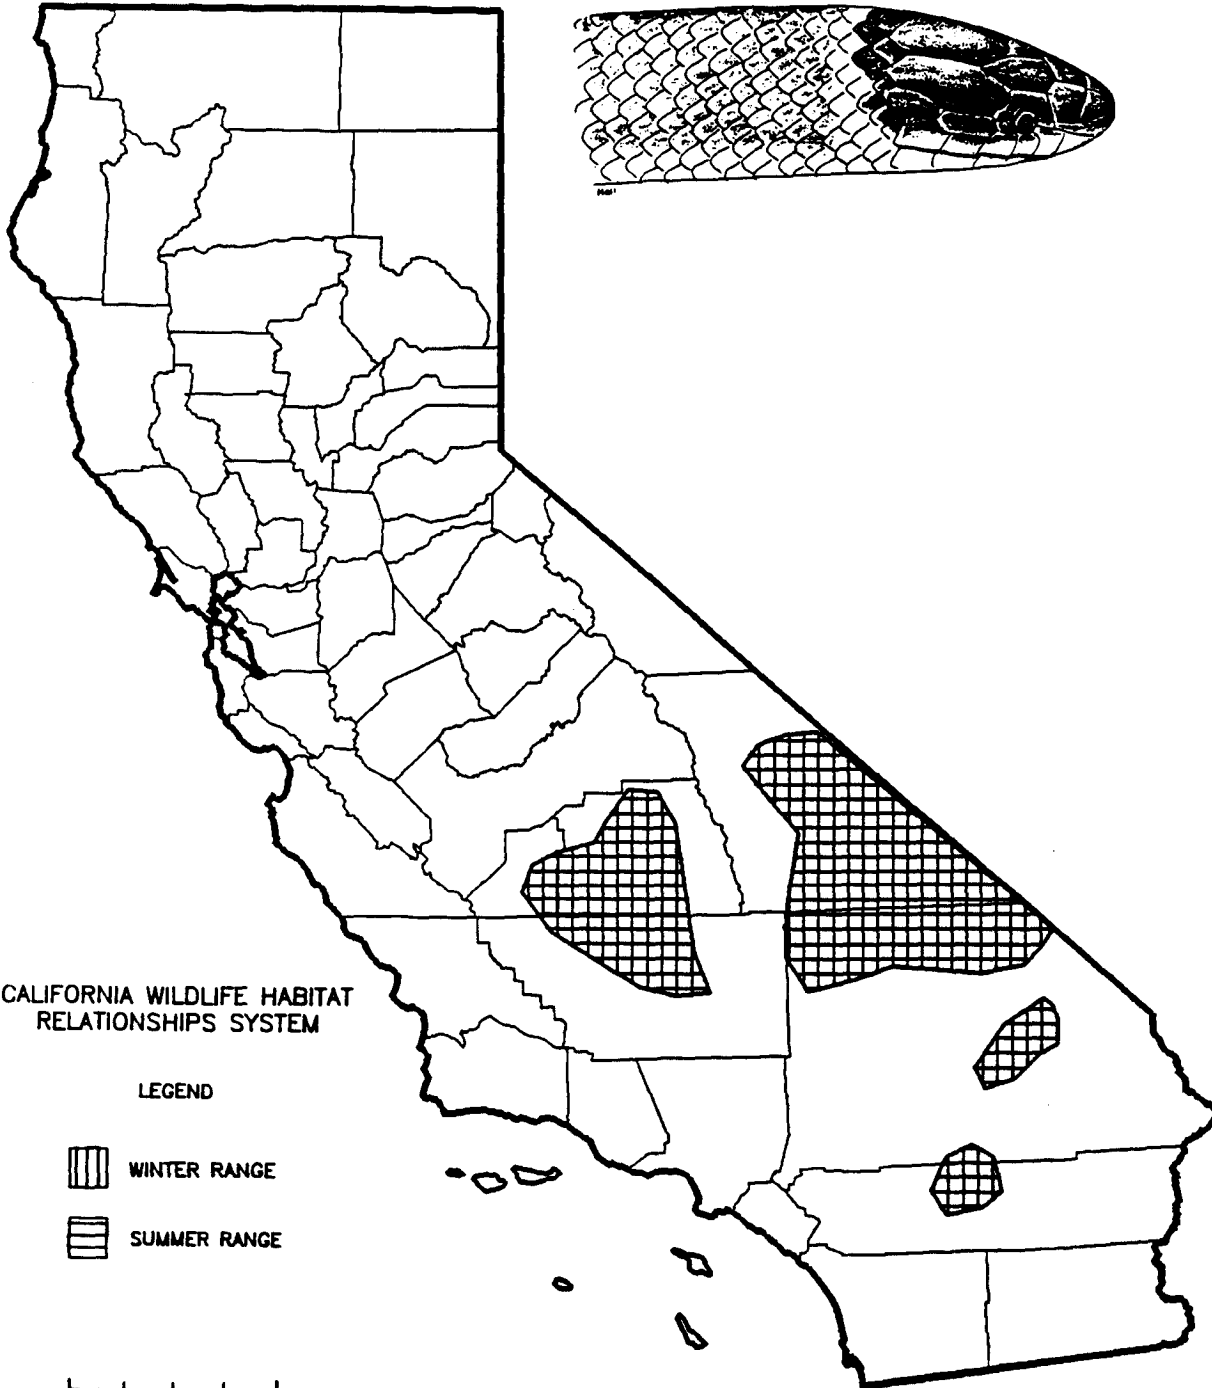 CALIFORNIA WILDLIFE HABITAT
RELATIONSHIPS SYSTEM
LEGEND
WINTER RANGE
SUMMER RANGE